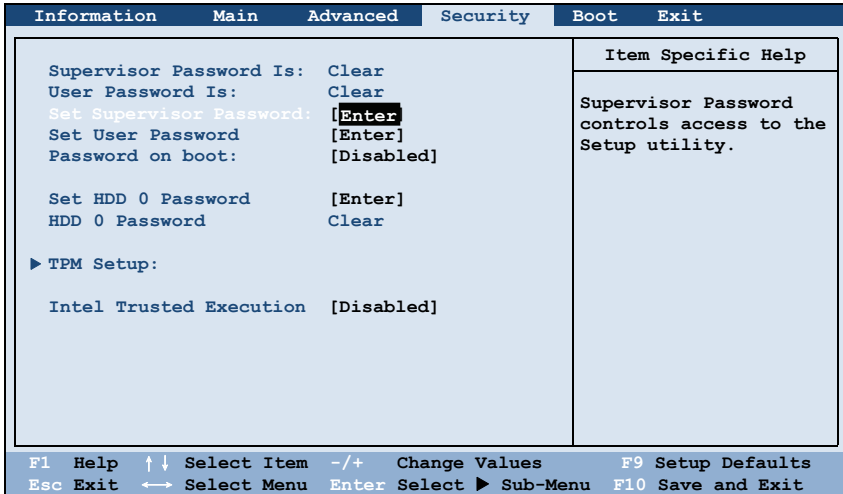 Information Main Advanced Security Boot Exit
Supervisor Password Is: Clear
User Password Is: Clear
Set Supervisor Password: [Enter]
Set User Password [Enter]
Password on boot: [Disabled]
Set HDD 0 Password [Enter]
HDD 0 Password Clear
▶ TPM Setup:
Intel Trusted Execution [Disabled]
Item Specific Help
Supervisor Password
controls access to the
Setup utility.
F1 Help ↑↓ Select Item -/+ Change Values F9 Setup Defaults
Esc Exit ←→ Select Menu Enter Select ▶ Sub-Menu F10 Save and Exit